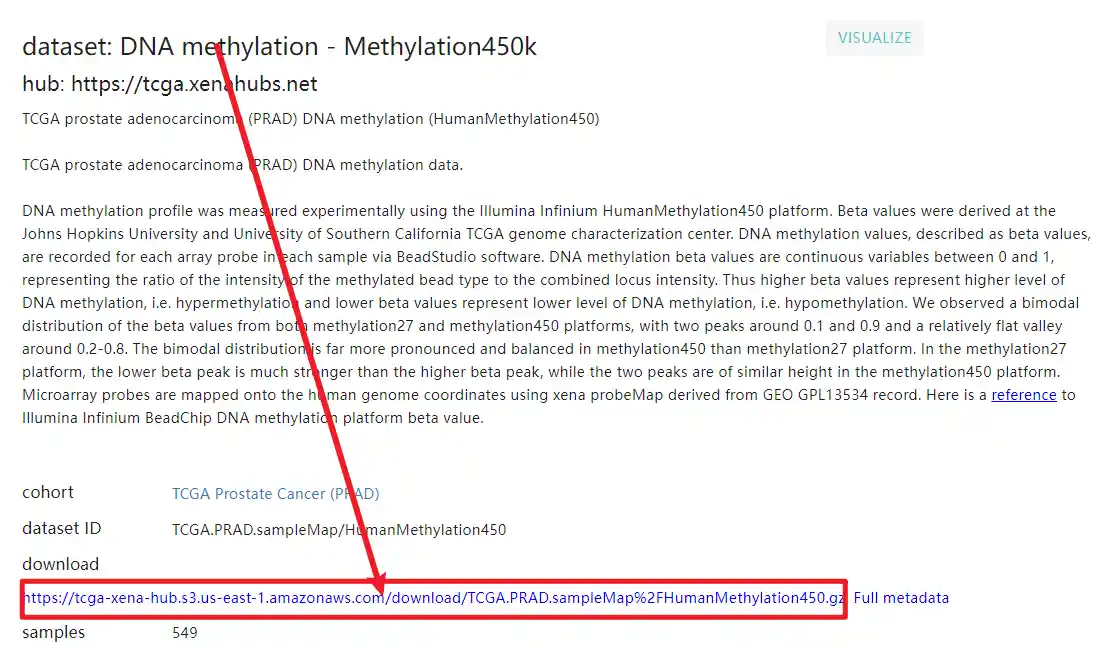 dataset: DNA methylation - Methylation450k
VISUALIZE
hub: https://tcga.xenahubs.net
TCGA prostate adenocarcinoma (PRAD) DNA methylation (HumanMethylation450)
TCGA prostate adenocarcinoma (PRAD) DNA methylation data.
DNA methylation profile was measured experimentally using the Illumina Infinium HumanMethylation450 platform. Beta values were derived at the
Johns Hopkins University and University of Southern California TCGA genome characterization center. DNA methylation values, described as beta values,
are recorded for each array probe in each sample via BeadStudio software. DNA methylation beta values are continuous variables between 0 and 1,
representing the ratio of the intensity of the methylated bead type to the combined locus intensity. Thus higher beta values represent higher level of
DNA methylation, i.e. hypermethylation and lower beta values represent lower level of DNA methylation, i.e. hypomethylation. We observed a bimodal
distribution of the beta values from both methylation27 and methylation450 platforms, with two peaks around 0.1 and 0.9 and a relatively flat valley
around 0.2-0.8. The bimodal distribution is far more pronounced and balanced in methylation450 than methylation27 platform. In the methylation27
platform, the lower beta peak is much stronger than the higher beta peak, while the two peaks are of similar height in the methylation450 platform.
Microarray probes are mapped onto the human genome coordinates using xena probeMap derived from GEO GPL13534 record. Here is a reference to
Illumina Infinium BeadChip DNA methylation platform beta value.
cohort TCGA Prostate Cancer (PRAD)
dataset ID TCGA.PRAD.sampleMap/HumanMethylation450
download
https://tcga-xena-hub.s3.us-east-1.amazonaws.com/download/TCGA.PRAD.sampleMap%2FHumanMethylation450.gz Full metadata
samples 549